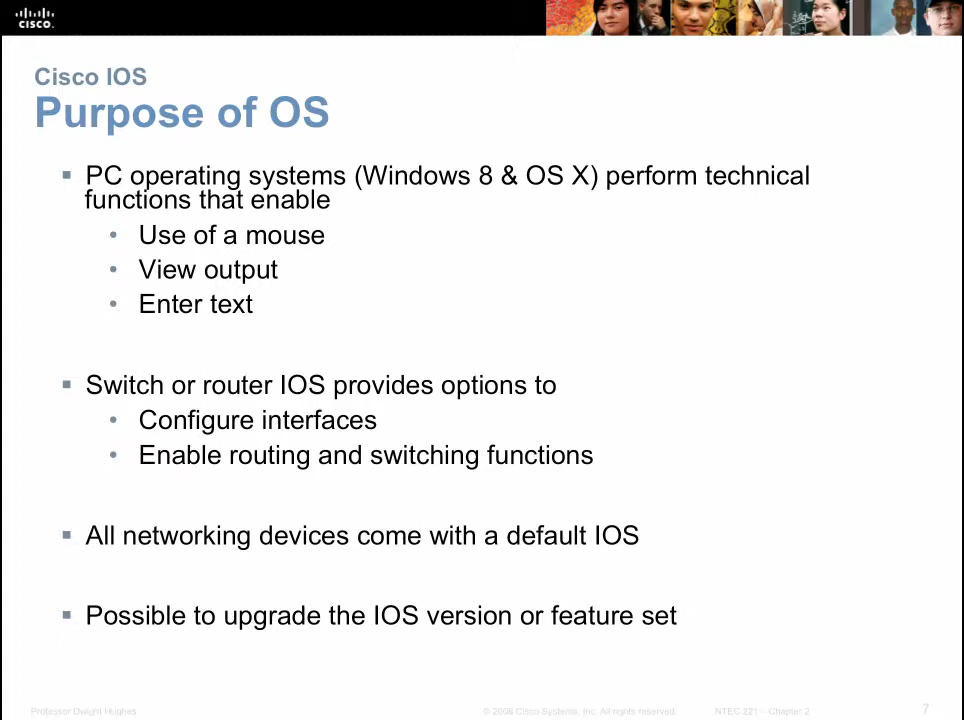 CISCO.
Cisco IOS
Purpose of OS
▪ PC operating systems (Windows 8 & OS X) perform technical
functions that enable
• Use of a mouse
• View output
• Enter text
▪ Switch or router IOS provides options to
• Configure interfaces
• Enable routing and switching functions
▪ All networking devices come with a default IOS
▪ Possible to upgrade the IOS version or feature set
Professor Dwight Hughes © 2008 Cisco Systems, Inc. All rights reserved. NTEC 221 – Chapter 2 7